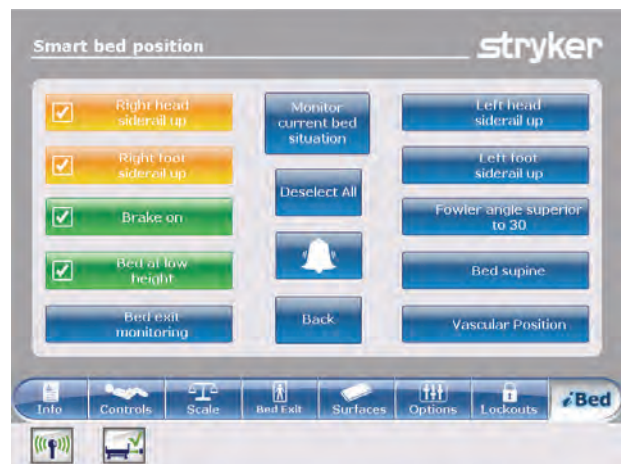 Smart bed position
stryker
Right head
siderail up
Right foot
siderail up
Brake on
Bed at low
height
Bed exit
monitoring
Monitor
current bed
situation
Deselect All
Back
Left head
siderail up
Left foot
siderail up
Fowler angle superior
to 30
Bed supine
Vascular Position
Info
Controls
Scale
Bed Exit
Surfaces
Options
Lockouts
iBed